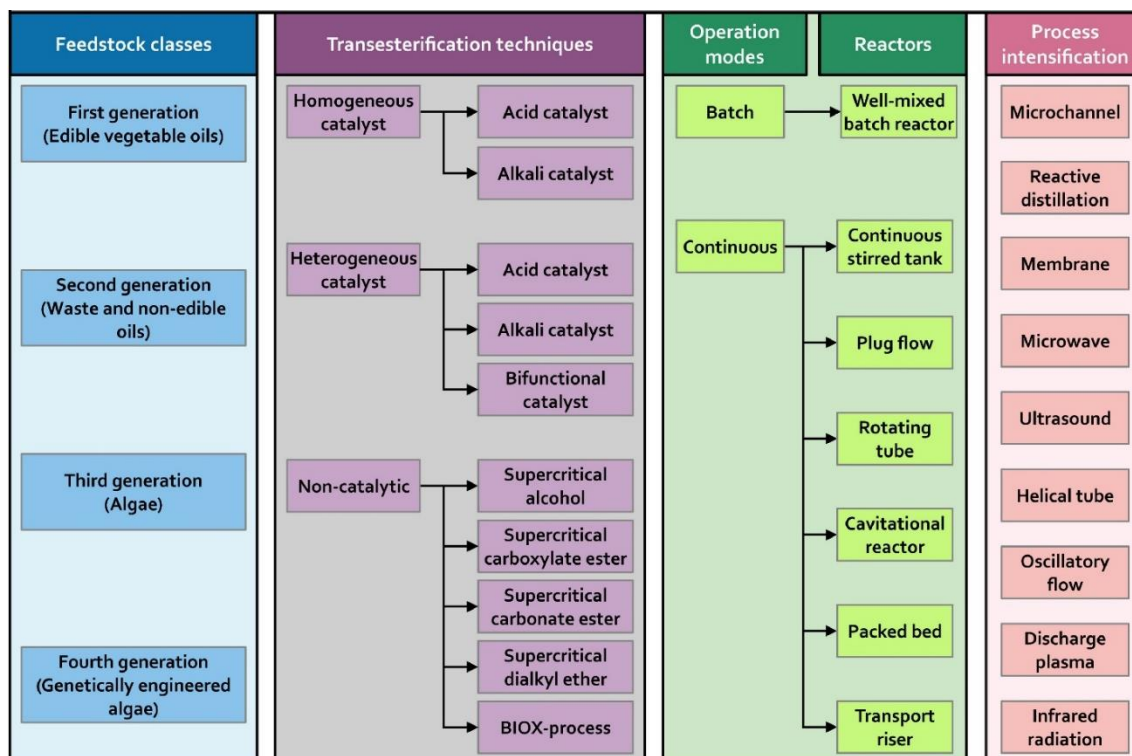 Feedstock classes
First generation
(Edible vegetable oils)
Second generation
(Waste and non-edible
oils)
Third generation
(Algae)
Fourth generation
(Genetically engineered
algae)
Transesterification techniques
Homogeneous
catalyst
Acid catalyst
Alkali catalyst
Heterogeneous
catalyst
Acid catalyst
Alkali catalyst
Bifunctional
catalyst
Non-catalytic
Supercritical
alcohol
Supercritical
carboxylate ester
Supercritical
carbonate ester
Supercritical
dialkyl ether
BIOX-process
Operation
modes
Reactors
Batch
Well-mixed
batch reactor
Continuous
Continuous
stirred tank
Plug flow
Rotating
tube
Cavitational
reactor
Packed bed
Transport
riser
Process
intensification
Microchannel
Reactive
distillation
Membrane
Microwave
Ultrasound
Helical tube
Oscillatory
flow
Discharge
plasma
Infrared
radiation